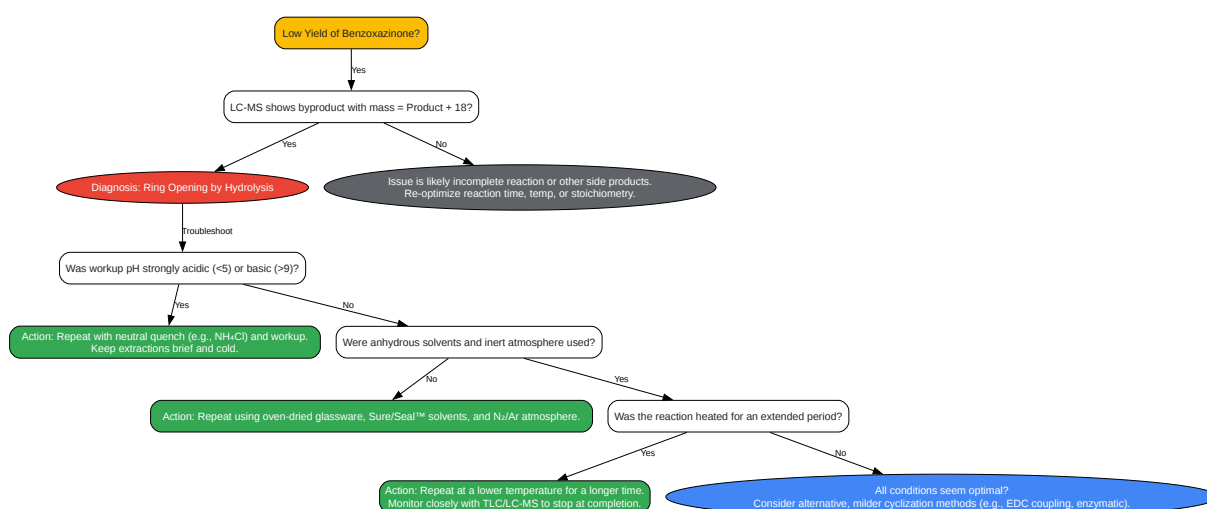 Low Yield of Benzoxazinone?
Yes
LC-MS shows byproduct with mass = Product + 18?
Yes
No
Diagnosis: Ring Opening by Hydrolysis
Issue is likely incomplete reaction or other side products.
Re-optimize reaction time, temp, or stoichiometry.
Troubleshoot
Was workup pH strongly acidic (<5) or basic (>9)?
Yes
No
Action: Repeat with neutral quench (e.g., NH₄Cl) and workup.
Keep extractions brief and cold.
Were anhydrous solvents and inert atmosphere used?
No
Yes
Action: Repeat using oven-dried glassware, Sure/Seal™ solvents, and N₂/Ar atmosphere.
Was the reaction heated for an extended period?
Yes
No
Action: Repeat at a lower temperature for a longer time.
Monitor closely with TLC/LC-MS to stop at completion.
All conditions seem optimal?
Consider alternative, milder cyclization methods (e.g., EDC coupling, enzymatic).